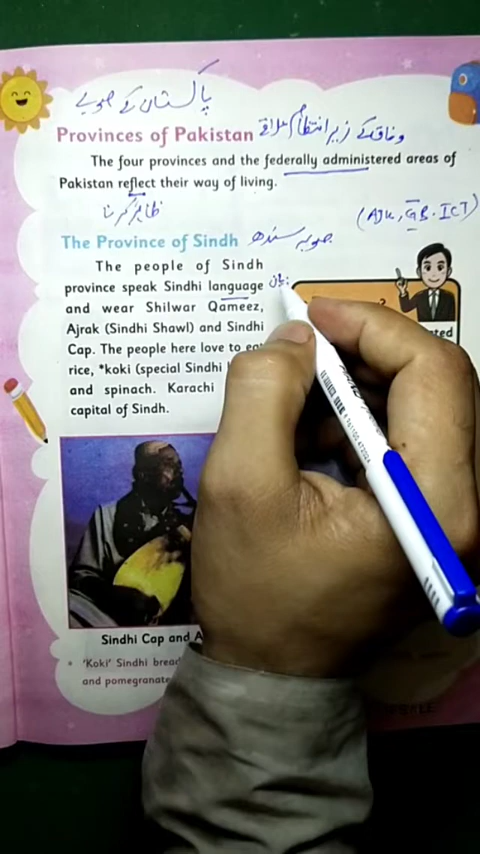 پاکستان کے صوبے
Provinces of Pakistan وفاق کے زیر انتظام علاقے
The four provinces and the federally administered areas of
Pakistan reflect their way of living.
ظاہر کرنا
(AJK, GB. ICT)
The Province of Sindh صوبہ سندھ
The people of Sindh
province speak Sindhi language زبان
and wear Shilwar Qameez,
Ajrak (Sindhi Shawl) and Sindhi
Cap. The people here love to eat
rice, *koki (special Sindhi
and spinach. Karachi
capital of Sindh.
?
Sindhi Cap and A
* 'Koki' Sindhi bread
and pomegranate